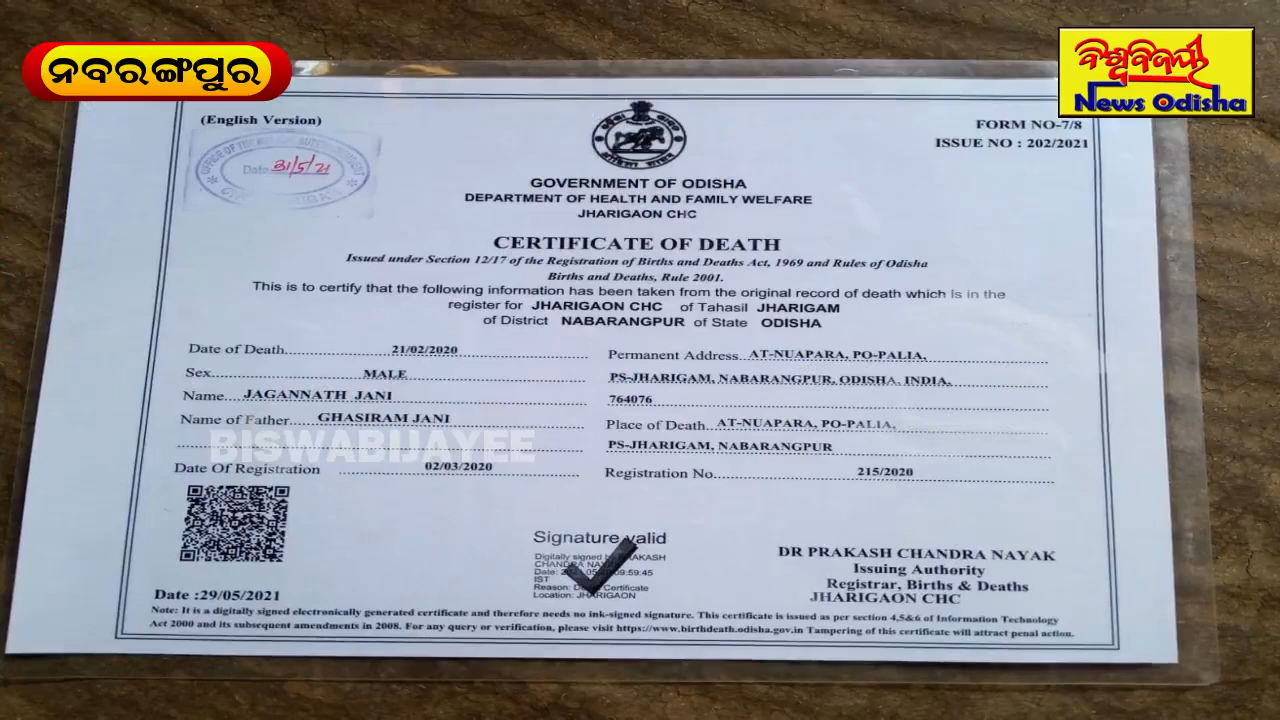 ନବରଙ୍ଗପୁର
ବିଶ୍ୱବିଜୟୀ
News Odisha
(English Version)
FORM NO-7/8
ISSUE NO : 202/2021
Date 31/5/21
GOVERNMENT OF ODISHA
DEPARTMENT OF HEALTH AND FAMILY WELFARE
JHARIGAON CHC
CERTIFICATE OF DEATH
Issued under Section 12/17 of the Registration of Births and Deaths Act, 1969 and Rules of Odisha
Births and Deaths, Rule 2001.
This is to certify that the following information has been taken from the original record of death which is in the
register for JHARIGAON CHC of Tahasil JHARIGAM
of District NABARANGPUR of State ODISHA
Date of Death 21/02/2020
Sex MALE
Name JAGANNATH JANI
Name of Father GHASIRAM JANI
Date Of Registration 02/03/2020
Permanent Address AT-NUAPARA, PO-PALIA,
PS-JHARIGAM, NABARANGPUR, ODISHA, INDIA,
764076
Place of Death AT-NUAPARA, PO-PALIA,
PS-JHARIGAM, NABARANGPUR
Registration No. 215/2020
BISWABIJAYEE
Signature valid
Digitally signed by PRAKASH
CHANDRA
Date: 09:59:45
IST
Reason: Certificate
Location: JHARIGAON
DR PRAKASH CHANDRA NAYAK
Issuing Authority
Registrar, Births & Deaths
JHARIGAON CHC
Date :29/05/2021
Note: It is a digitally signed electronically generated certificate and therefore needs no ink-signed signature. This certificate is issued as per section 4,5&6 of Information Technology
Act 2000 and its subsequent amendments in 2008. For any query or verification, please visit https://www.birthdeath.odisha.gov.in Tampering of this certificate will attract penal action.